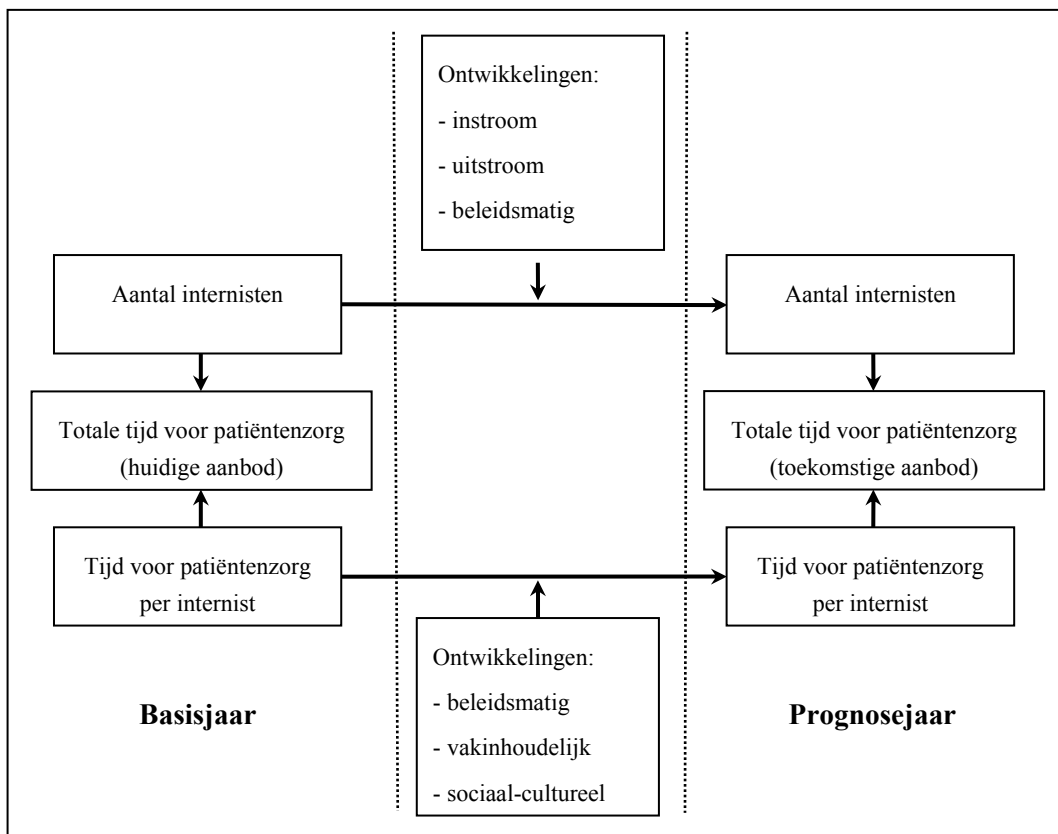 Ontwikkelingen:
- instroom
- uitstroom
- beleidsmatig
Aantal internisten
Aantal internisten
Totale tijd voor patiëntenzorg
(huidige aanbod)
Totale tijd voor patiëntenzorg
(toekomstige aanbod)
Tijd voor patiëntenzorg
per internist
Tijd voor patiëntenzorg
per internist
Ontwikkelingen:
- beleidsmatig
- vakinhoudelijk
- sociaal-cultureel
Basisjaar
Prognosejaar